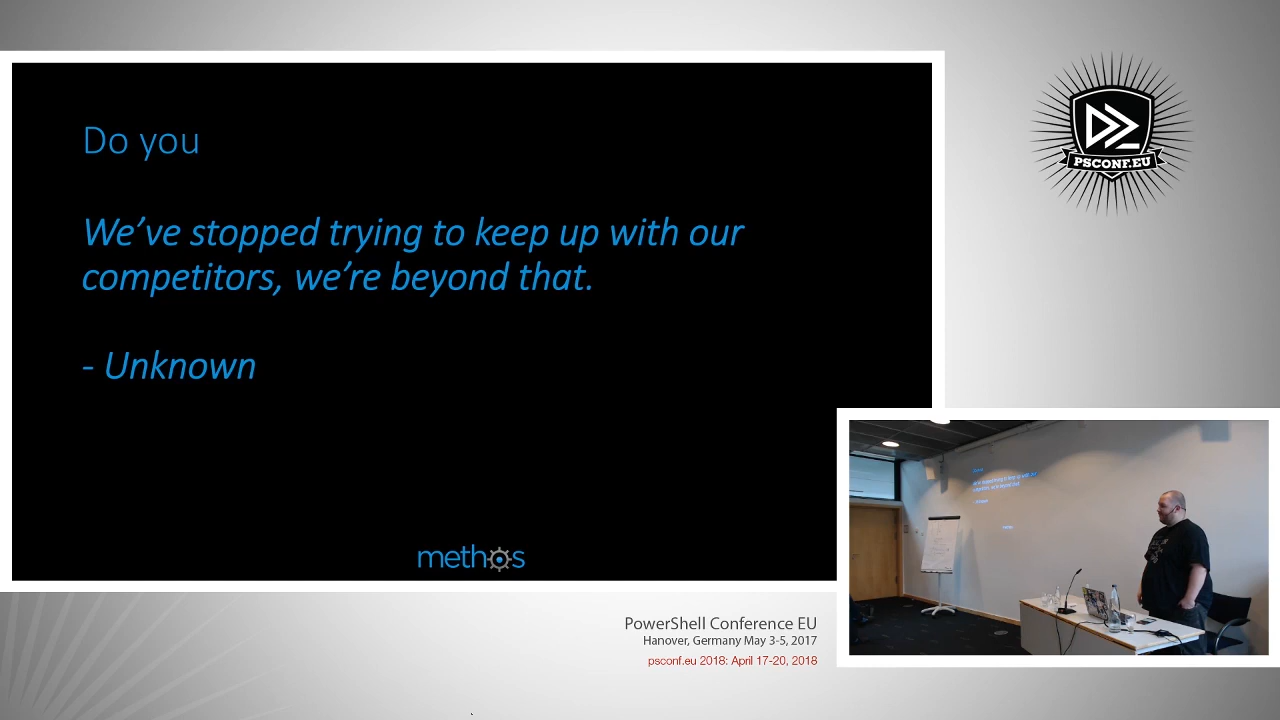 Do you
We’ve stopped trying to keep up with our
competitors, we’re beyond that.
- Unknown
methos
PSCONF.EU
PowerShell Conference EU
Hanover, Germany May 3-5, 2017
psconf.eu 2018: April 17-20, 2018